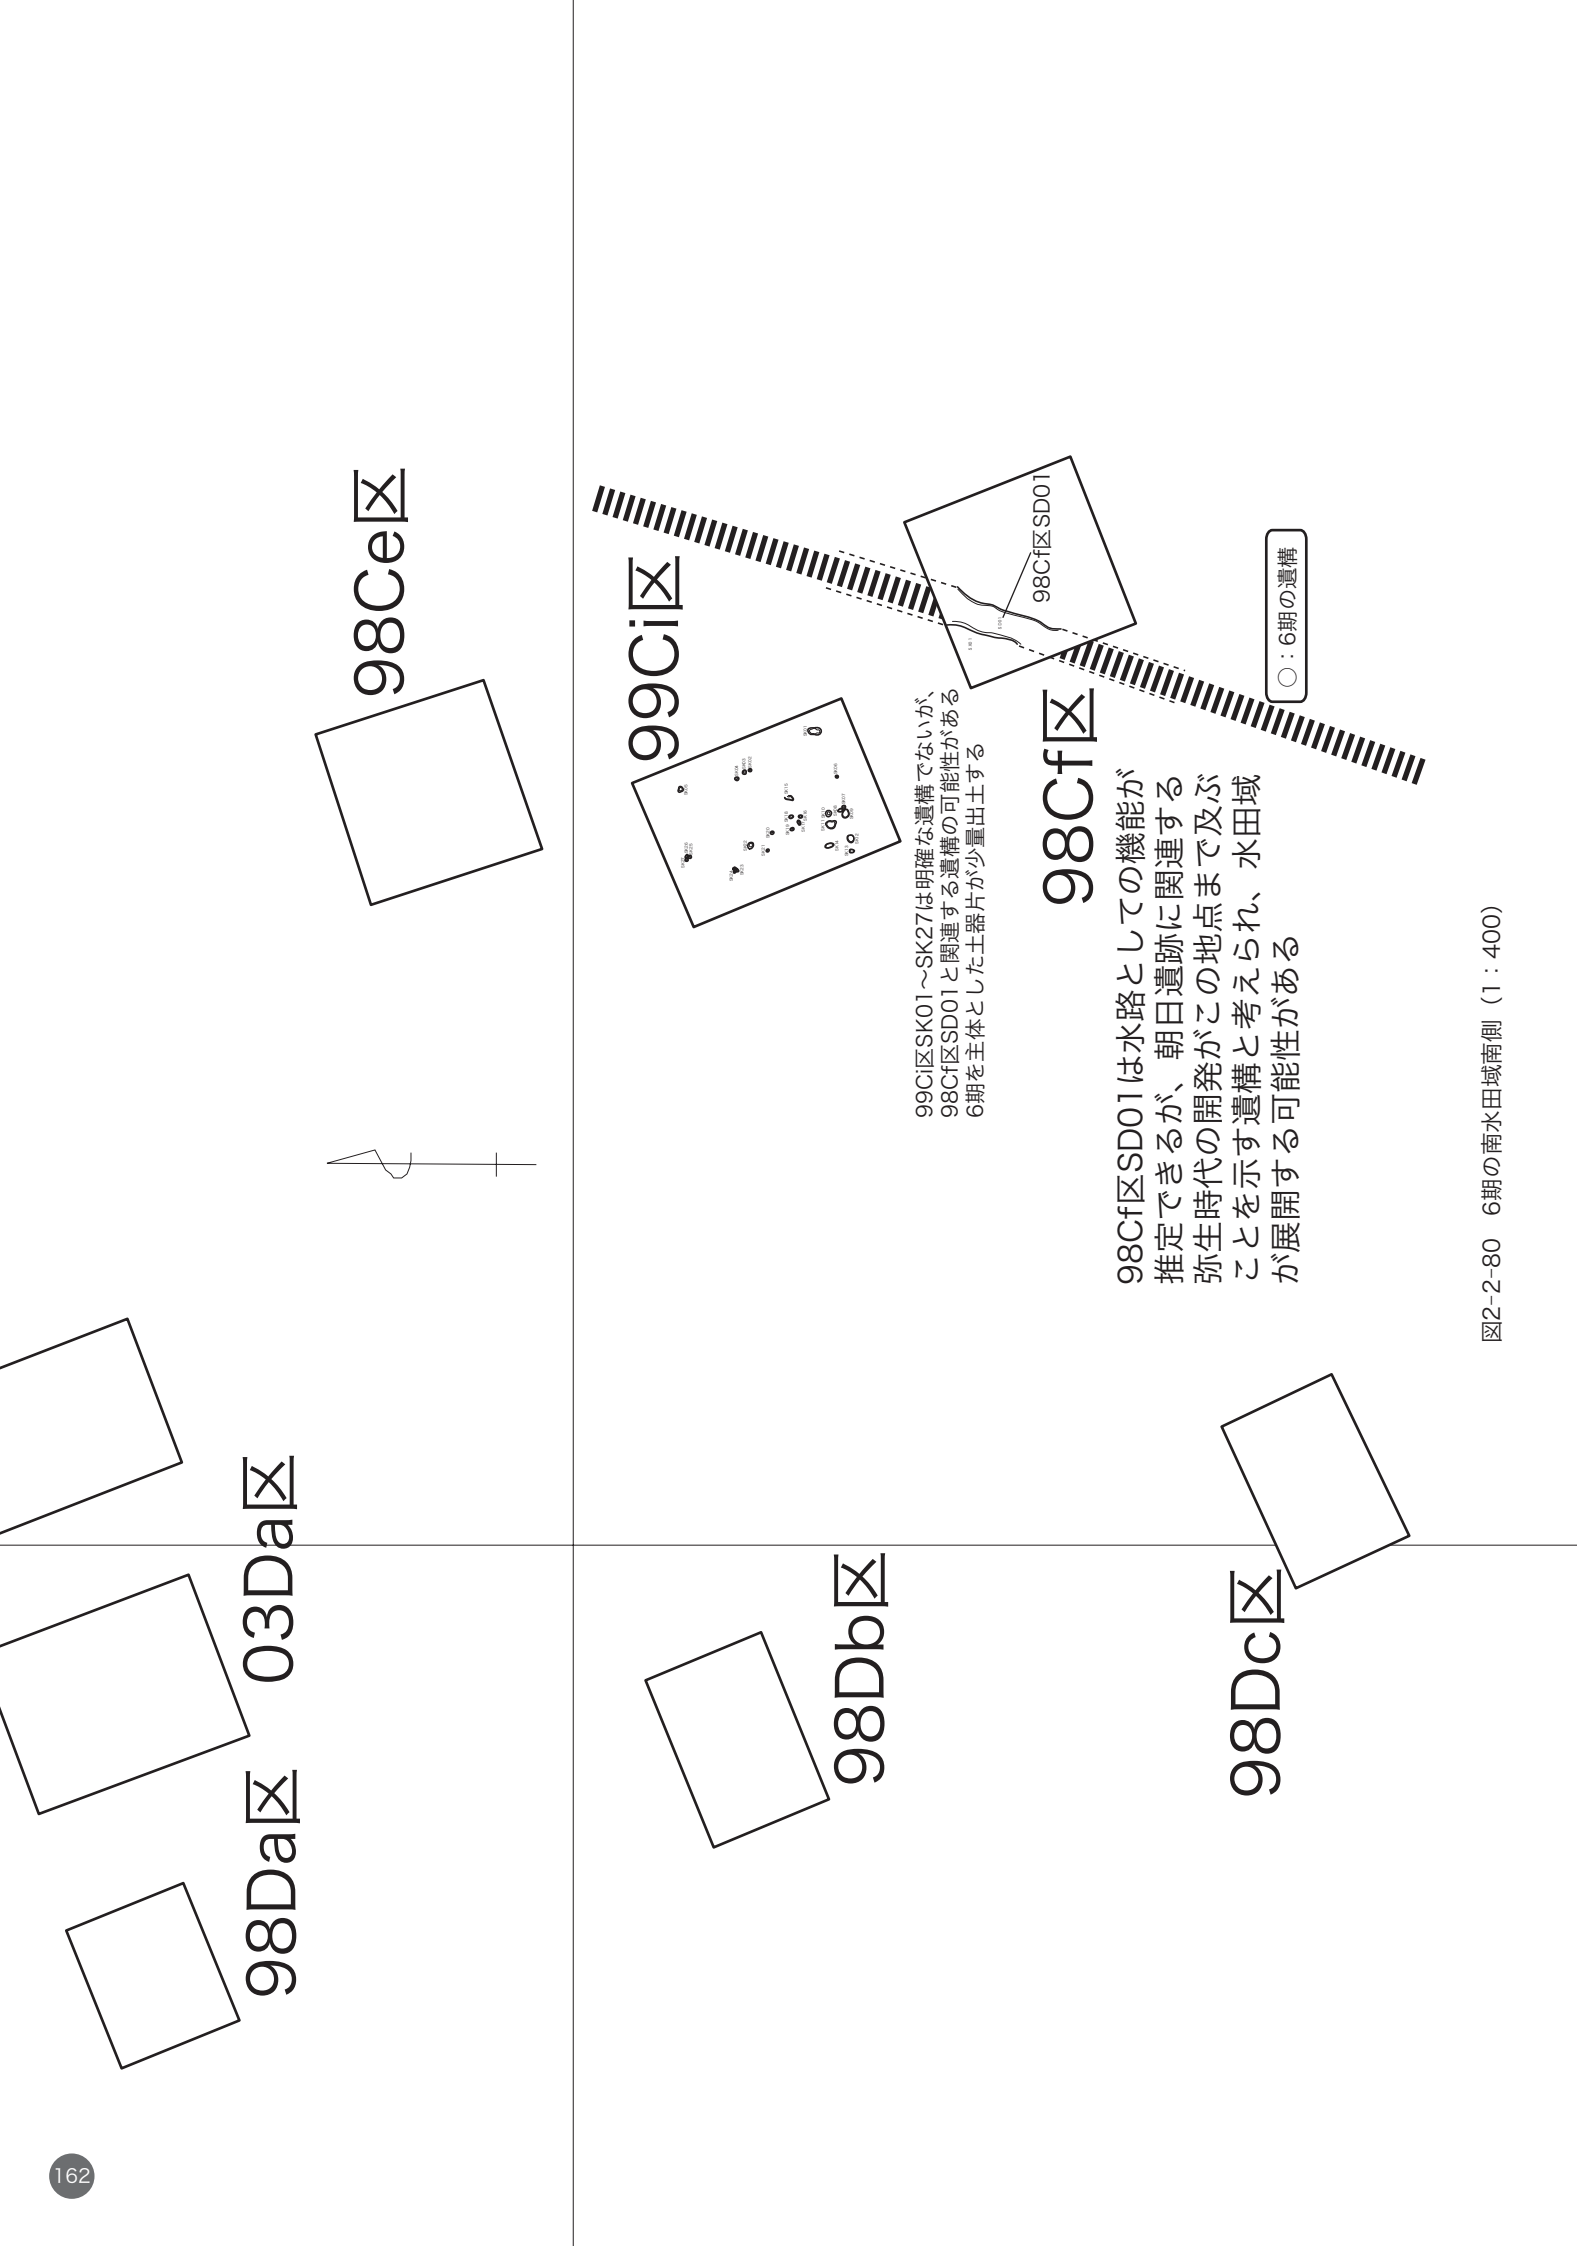 98Ce区
99Ci区
98Cf区SD01
○：6期の遺構
98Cf区
99Ci区SK01～SK27は明確な遺構でないが、
98Cf区SD01と関連する遺構の可能性がある
6期を主体とした土器片が少量出土する
98Cf区SD01は水路としての機能が
推定できるが、朝日遺跡に関連する
弥生時代の開発がこの地点まで及ぶ
ことを示す遺構と考えられ、水田域
が展開する可能性がある
図2-2-80　6期の南水田域南側（1：400）
03Da区
98Da区
98Db区
98Dc区
162